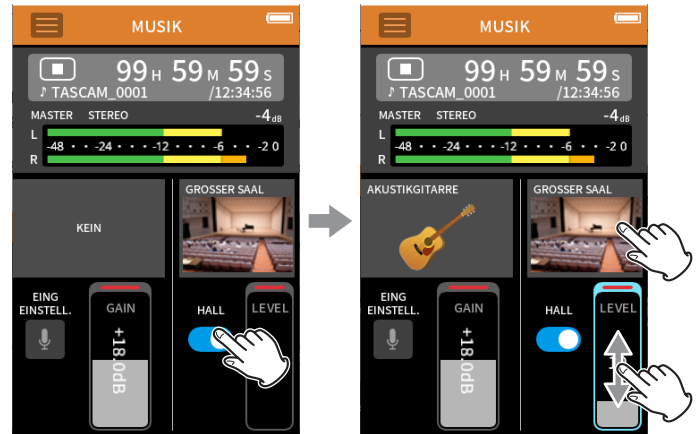 MUSIK
99 H 59 M 59 S
♪ TASCAM_0001 /12:34:56
MASTER STEREO -4dB
L
-48 • • -24 • • • -12 • • • -6 • • -2 0
R
KEIN
GROSSER SAAL
EING
EINSTELL.
GAIN
+18.0dB
HALL
LEVEL
MUSIK
99 H 59 M 59 S
♪ TASCAM_0001 /12:34:56
MASTER STEREO -4dB
L
-48 • • -24 • • • -12 • • • -6 • • -2 0
R
AKUSTIKGITARRE
GROSSER SAAL
EING
EINSTELL.
GAIN
+18.0dB
HALL
LEVEL